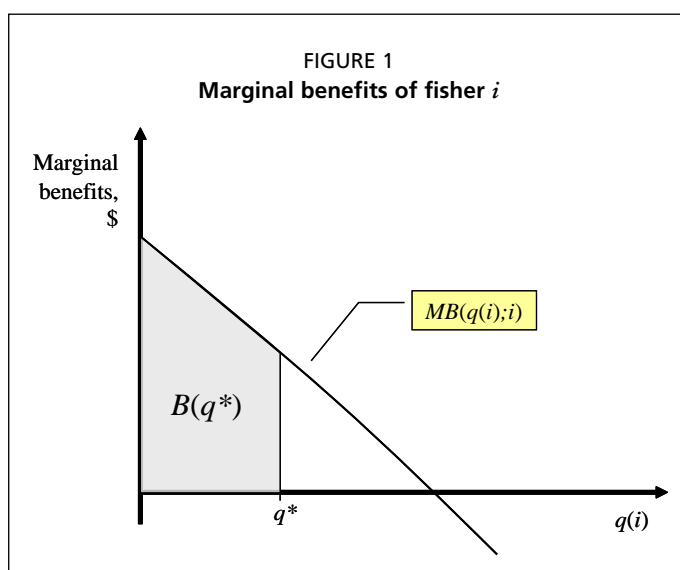 FIGURE 1
Marginal benefits of fisher i
Marginal
benefits,
$
MB(q(i);i)
B(q*)
q*
q(i)